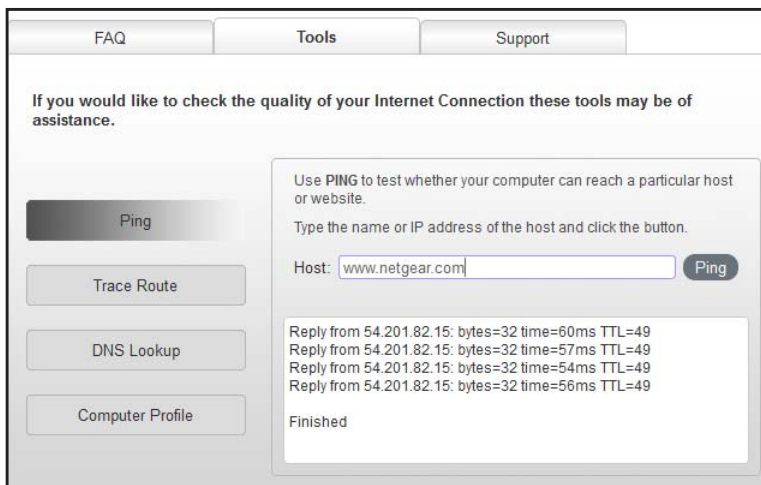 FAQ
Tools
Support
If you would like to check the quality of your Internet Connection these tools may be of
assistance.
Ping
Trace Route
DNS Lookup
Computer Profile
Use PING to test whether your computer can reach a particular host
or website.
Type the name or IP address of the host and click the button.
Host: www.netgear.com Ping
Reply from 54.201.82.15: bytes=32 time=60ms TTL=49
Reply from 54.201.82.15: bytes=32 time=57ms TTL=49
Reply from 54.201.82.15: bytes=32 time=54ms TTL=49
Reply from 54.201.82.15: bytes=32 time=56ms TTL=49
Finished